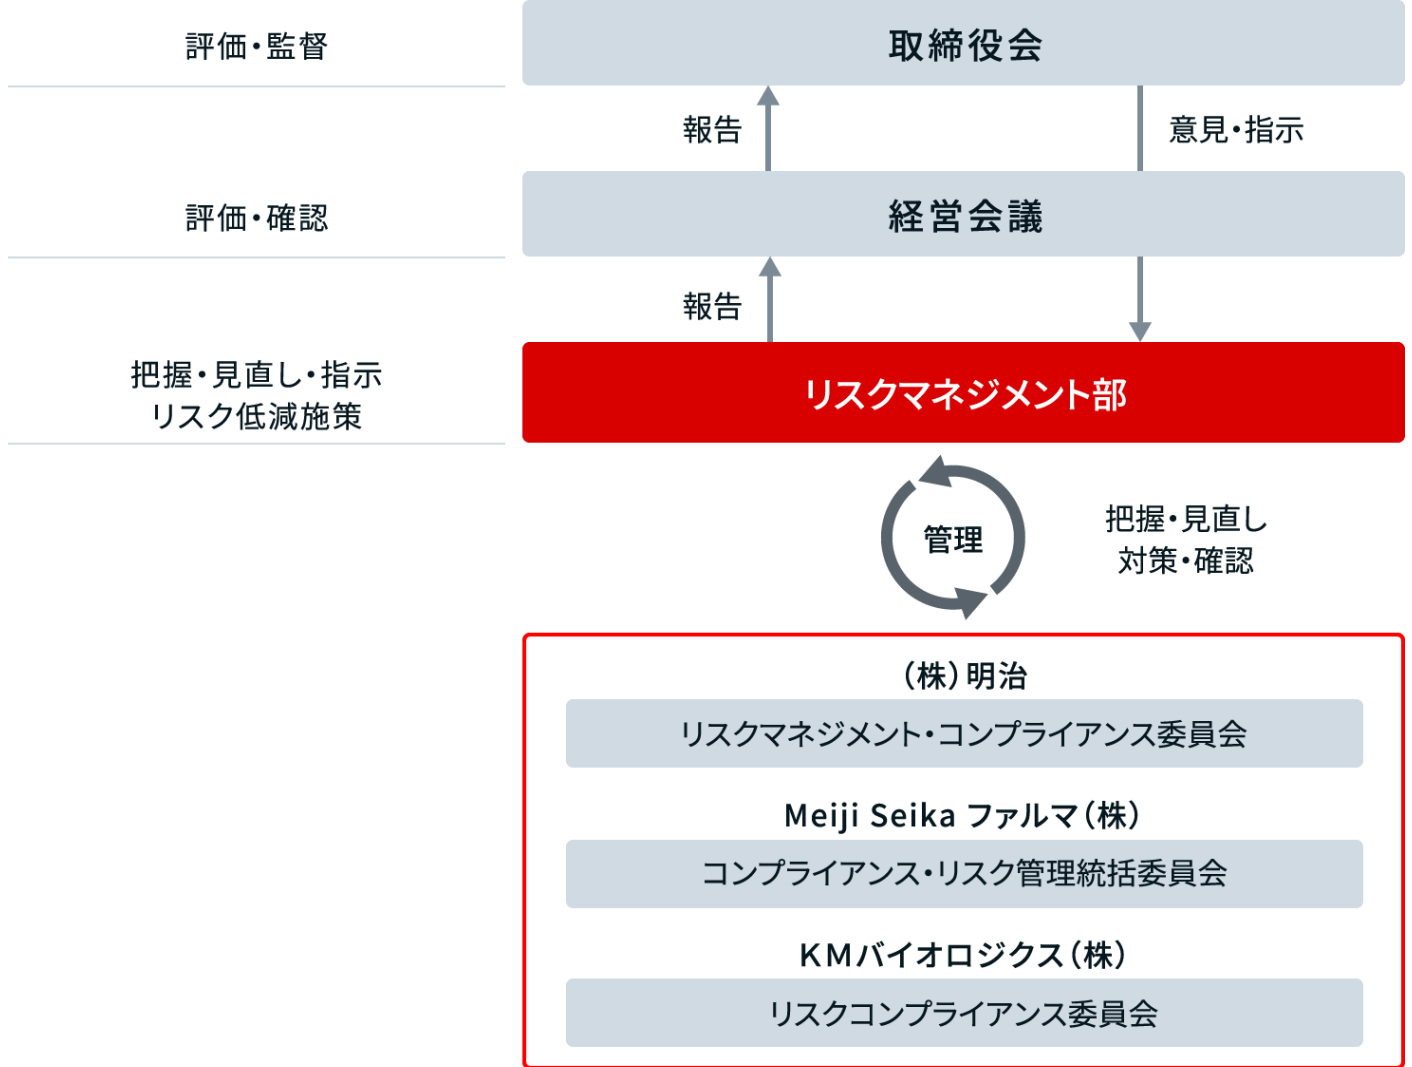 評価・監督
取締役会
報告
意見・指示
評価・確認
経営会議
報告
把握・見直し・指示
リスク低減施策
リスクマネジメント部
管理
把握・見直し
対策・確認
（株）明治
リスクマネジメント・コンプライアンス委員会
Meiji Seika ファルマ（株）
コンプライアンス・リスク管理統括委員会
KMバイオロジクス（株）
リスクコンプライアンス委員会